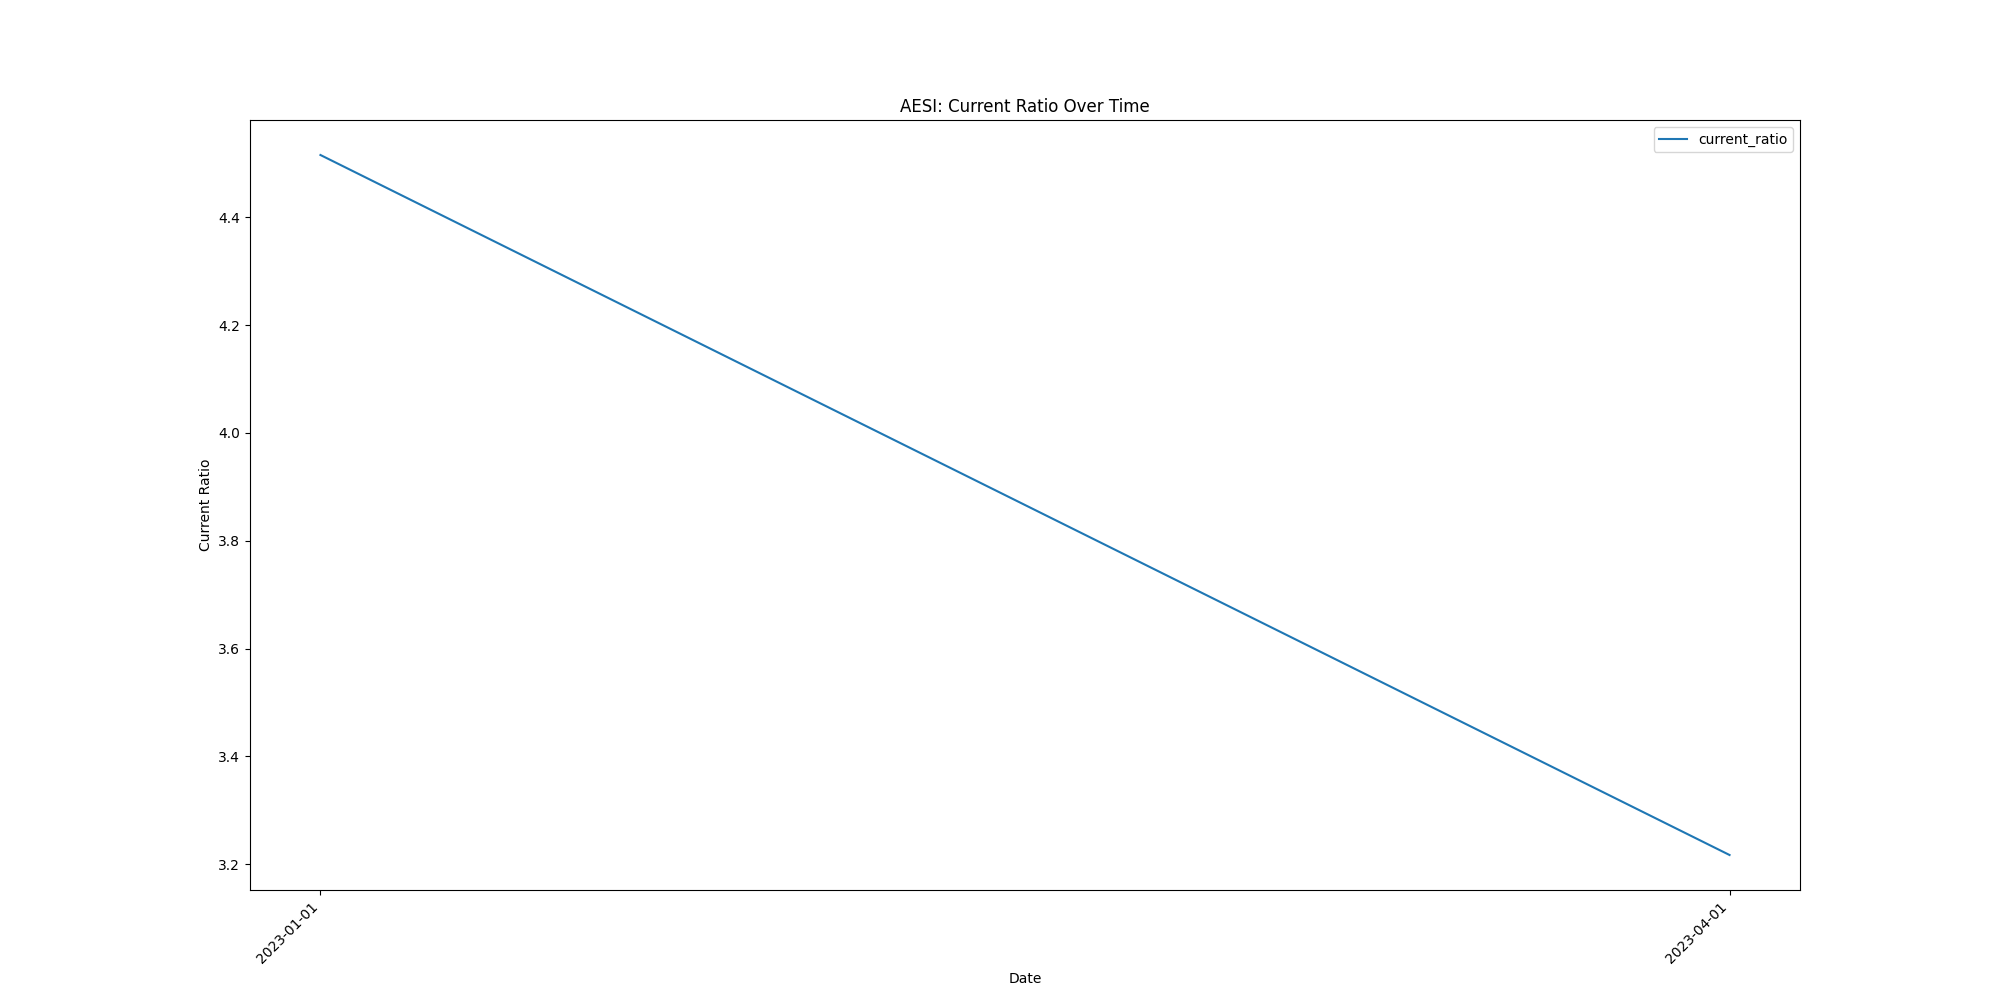 AESI: Current Ratio Over Time
current_ratio
Current Ratio
4.4
4.2
4.0
3.8
3.6
3.4
3.2
2023-01-01
2023-04-01
Date